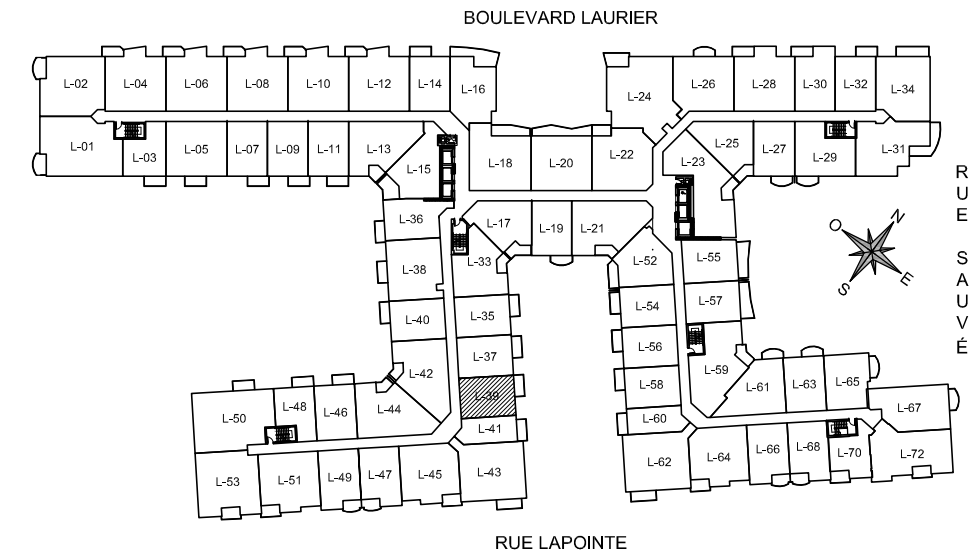 BOULEVARD LAURIER
L-02 L-04 L-06 L-08 L-10 L-12 L-14 L-16
L-24 L-26 L-28 L-30 L-32 L-34
L-01 L-03 L-05 L-07 L-09 L-11 L-13 L-15
L-18 L-20 L-22 L-23 L-25 L-27 L-29 L-31
L-36 L-17 L-19 L-21
L-38 L-33 L-52 L-55
L-40 L-35 L-54 L-57
L-42 L-37 L-56 L-59
L-39 L-58 L-61 L-63 L-65
L-50 L-48 L-46 L-44 L-41 L-60 L-67
L-53 L-51 L-49 L-47 L-45 L-43
L-62 L-64 L-66 L-68 L-70 L-72
RUE SAUVÉ
O N
S E
RUE LAPOINTE